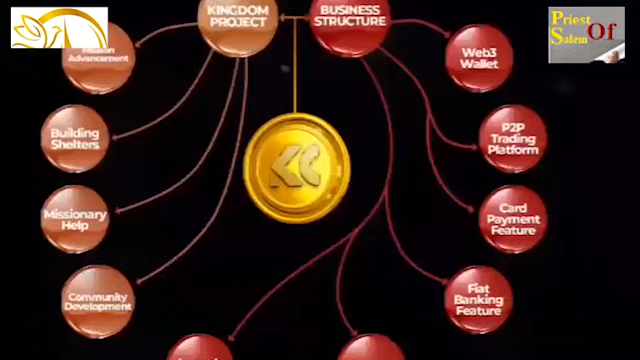 KINGDOM
PROJECT
BUSINESS
STRUCTURE
Priest
Of
Salem
Advancement
Web3
Wallet
Building
Shelters
P2P
Trading
Platform
KC
Missionary
Help
Card
Payment
Feature
Community
Development
Fiat
Banking
Feature